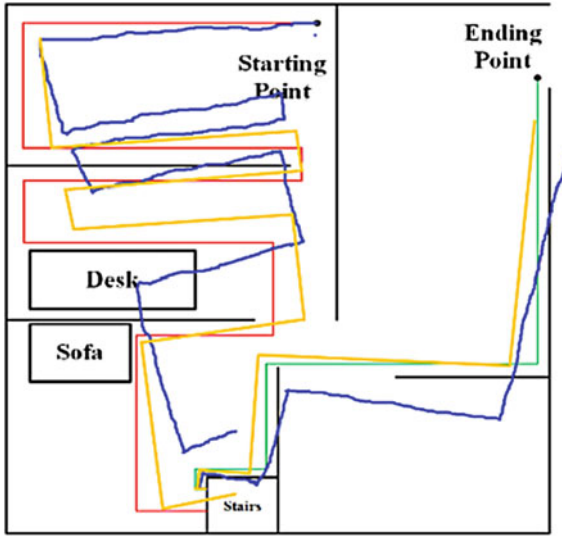 Starting
Point
Ending
Point
Desk
Sofa
Stairs